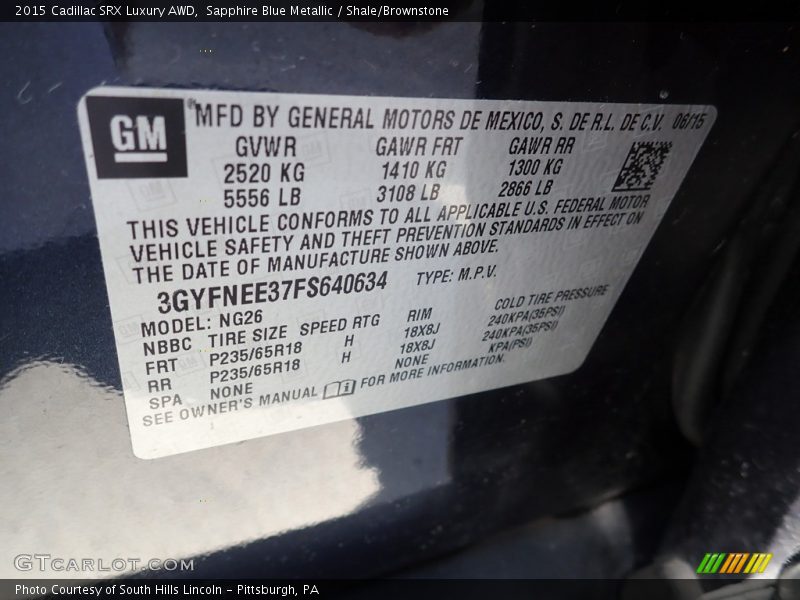 2015 Cadillac SRX Luxury AWD, Sapphire Blue Metallic / Shale/Brownstone
GM ® MFD BY GENERAL MOTORS DE MEXICO, S. DE R.L. DE C.V. 06/15
GVWR GAWR FRT GAWR RR
2520 KG 1410 KG 1300 KG
5556 LB 3108 LB 2866 LB
THIS VEHICLE CONFORMS TO ALL APPLICABLE U.S. FEDERAL MOTOR
VEHICLE SAFETY AND THEFT PREVENTION STANDARDS IN EFFECT ON
THE DATE OF MANUFACTURE SHOWN ABOVE.
3GYFNEE37FS640634 TYPE: M.P.V.
MODEL: NG26
NBBC TIRE SIZE SPEED RTG RIM COLD TIRE PRESSURE
FRT P235/65R18 H 18X8J 240KPA(35PSI)
RR P235/65R18 H 18X8J 240KPA(35PSI)
SPA NONE NONE KPA(PSI)
SEE OWNER'S MANUAL FOR MORE INFORMATION.
GTCarLot.com
Photo Courtesy of South Hills Lincoln - Pittsburgh, PA